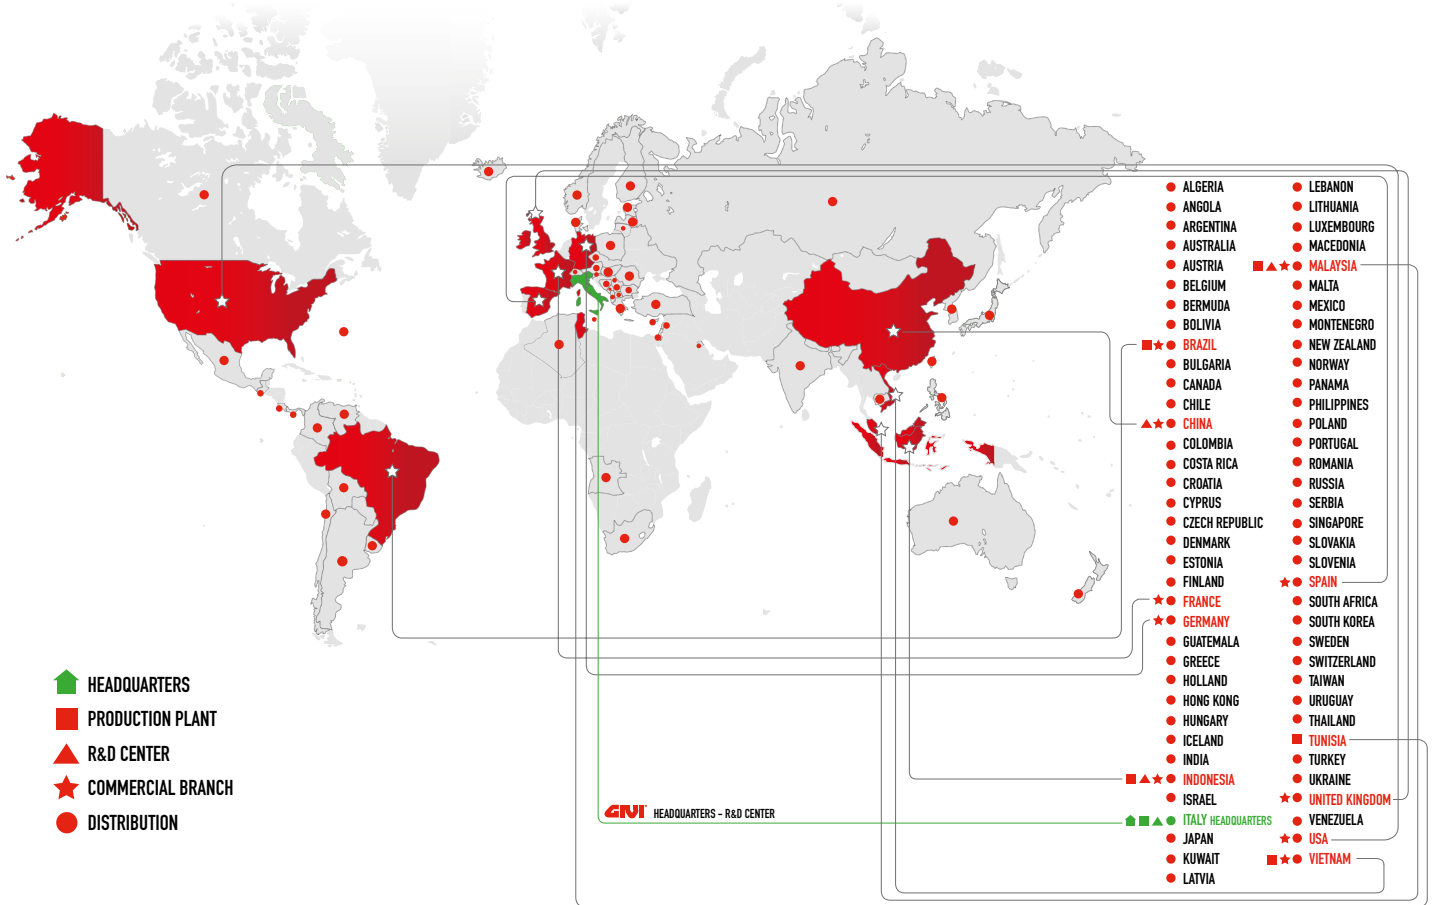 ALGERIA
ANGOLA
ARGENTINA
AUSTRALIA
AUSTRIA
BELGIUM
BERMUDA
BOLIVIA
BRAZIL
BULGARIA
CANADA
CHILE
CHINA
COLOMBIA
COSTA RICA
CROATIA
CYPRUS
CZECH REPUBLIC
DENMARK
ESTONIA
FINLAND
FRANCE
GERMANY
GUATEMALA
GREECE
HOLLAND
HONG KONG
HUNGARY
ICELAND
INDIA
INDONESIA
ISRAEL
ITALY HEADQUARTERS
JAPAN
KUWAIT
LATVIA
LEBANON
LITHUANIA
LUXEMBOURG
MACEDONIA
MALAYSIA
MALTA
MEXICO
MONTENEGRO
NEW ZEALAND
NORWAY
PANAMA
PHILIPPINES
POLAND
PORTUGAL
ROMANIA
RUSSIA
SERBIA
SINGAPORE
SLOVAKIA
SLOVENIA
SPAIN
SOUTH AFRICA
SOUTH KOREA
SWEDEN
SWITZERLAND
TAIWAN
URUGUAY
THAILAND
TUNISIA
TURKEY
UKRAINE
UNITED KINGDOM
VENEZUELA
USA
VIETNAM
HEADQUARTERS
PRODUCTION PLANT
R&D CENTER
COMMERCIAL BRANCH
DISTRIBUTION
GIVI HEADQUARTERS - R&D CENTER